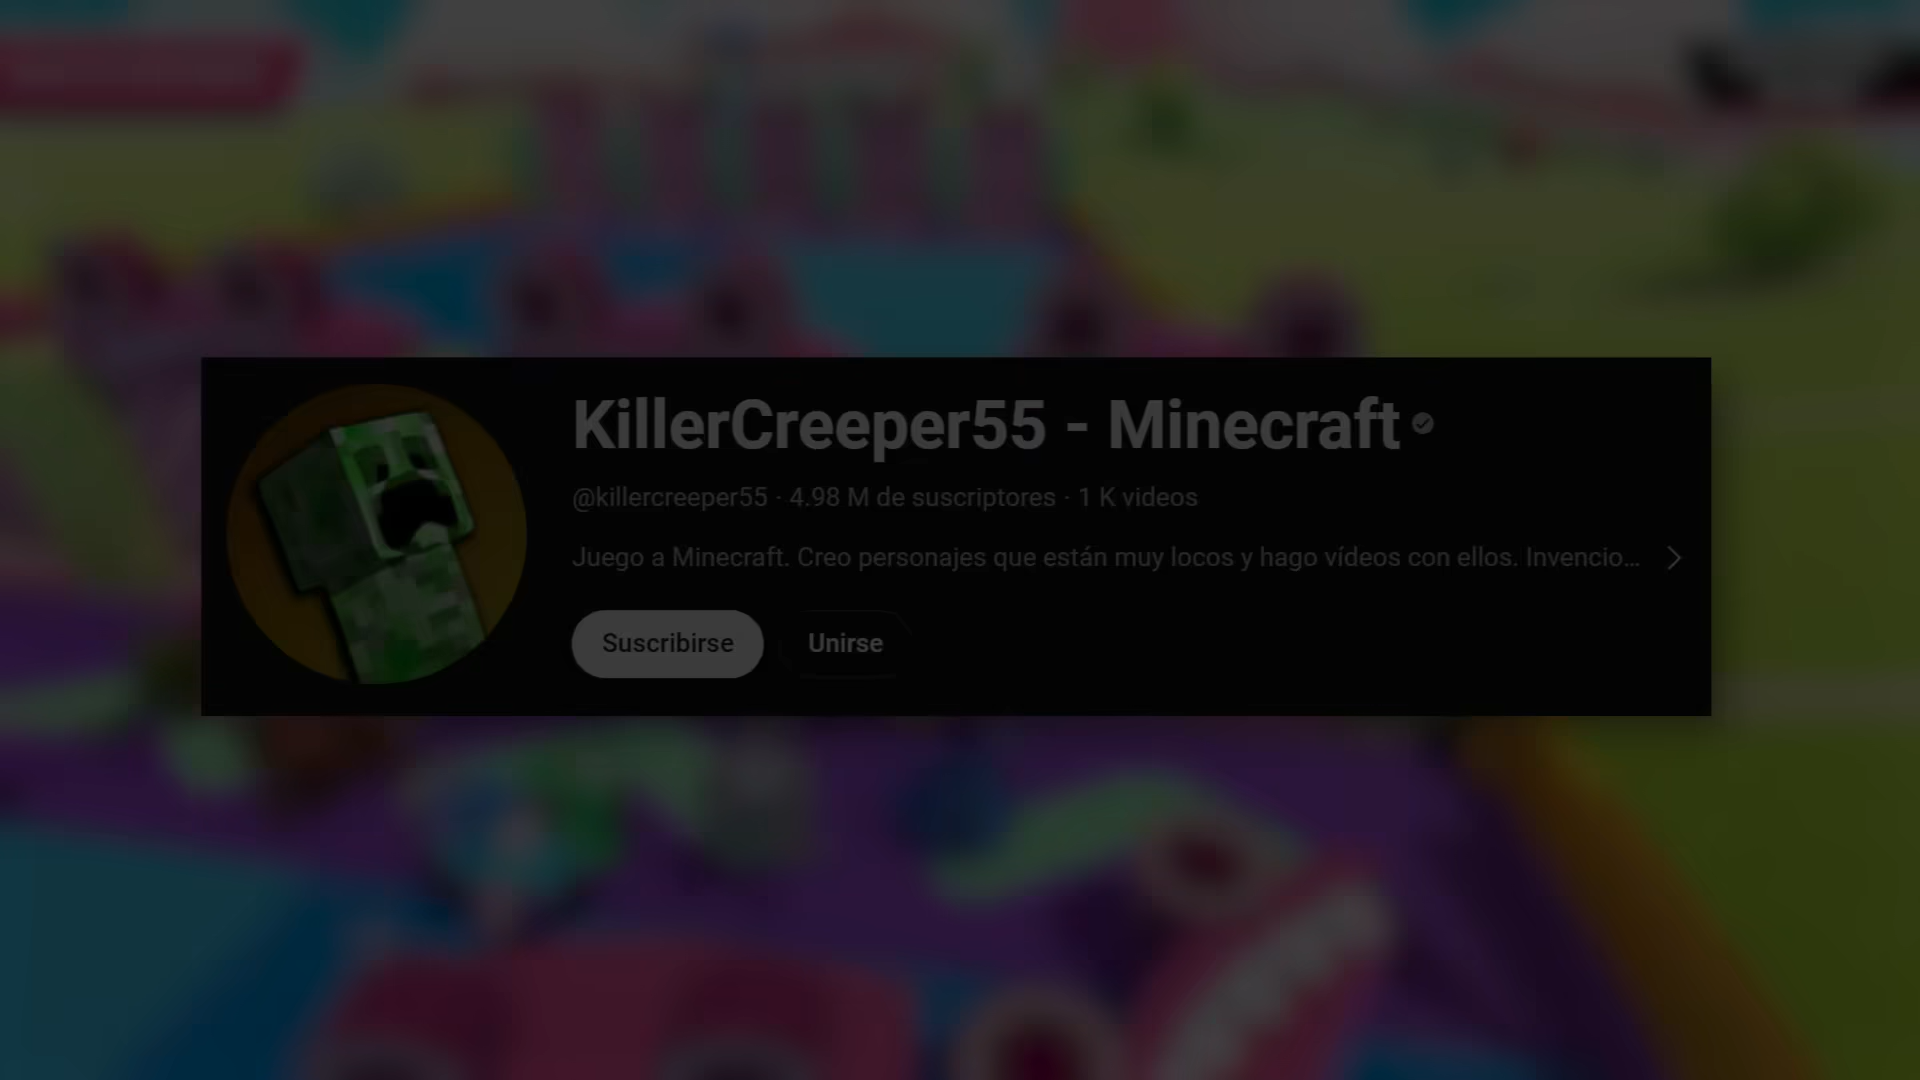 KillerCreeper55 - Minecraft
@killercreeper55 · 4.98 M de suscriptores · 1 K videos
Juego a Minecraft. Creo personajes que están muy locos y hago vídeos con ellos. Invencio...
Suscribirse
Unirse